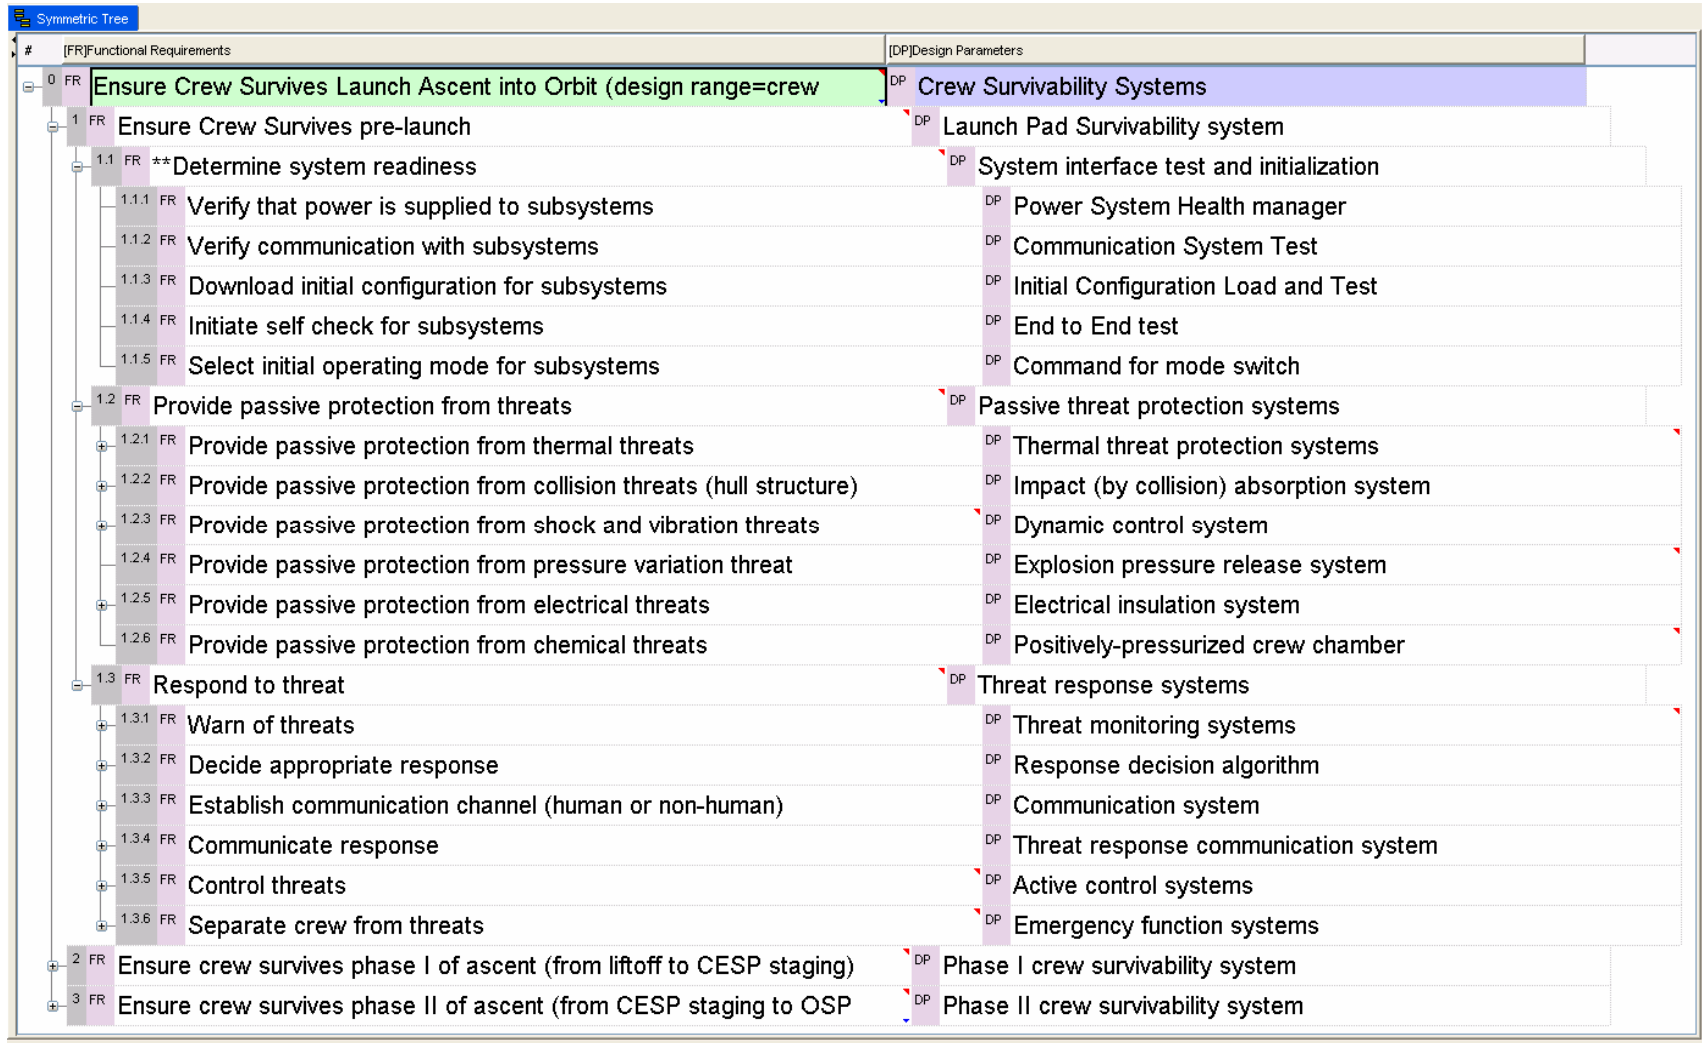 Symmetric Tree
# [FR]Functional Requirements [DP]Design Parameters
0 FR Ensure Crew Survives Launch Ascent into Orbit (design range=crew DP Crew Survivability Systems
1 FR Ensure Crew Survives pre-launch DP Launch Pad Survivability system
1.1 FR **Determine system readiness DP System interface test and initialization
1.1.1 FR Verify that power is supplied to subsystems DP Power System Health manager
1.1.2 FR Verify communication with subsystems DP Communication System Test
1.1.3 FR Download initial configuration for subsystems DP Initial Configuration Load and Test
1.1.4 FR Initiate self check for subsystems DP End to End test
1.1.5 FR Select initial operating mode for subsystems DP Command for mode switch
1.2 FR Provide passive protection from threats DP Passive threat protection systems
1.2.1 FR Provide passive protection from thermal threats DP Thermal threat protection systems
1.2.2 FR Provide passive protection from collision threats (hull structure) DP Impact (by collision) absorption system
1.2.3 FR Provide passive protection from shock and vibration threats DP Dynamic control system
1.2.4 FR Provide passive protection from pressure variation threat DP Explosion pressure release system
1.2.5 FR Provide passive protection from electrical threats DP Electrical insulation system
1.2.6 FR Provide passive protection from chemical threats DP Positively-pressurized crew chamber
1.3 FR Respond to threat DP Threat response systems
1.3.1 FR Warn of threats DP Threat monitoring systems
1.3.2 FR Decide appropriate response DP Response decision algorithm
1.3.3 FR Establish communication channel (human or non-human) DP Communication system
1.3.4 FR Communicate response DP Threat response communication system
1.3.5 FR Control threats DP Active control systems
1.3.6 FR Separate crew from threats DP Emergency function systems
2 FR Ensure crew survives phase I of ascent (from liftoff to CESP staging) DP Phase I crew survivability system
3 FR Ensure crew survives phase II of ascent (from CESP staging to OSP DP Phase II crew survivability system